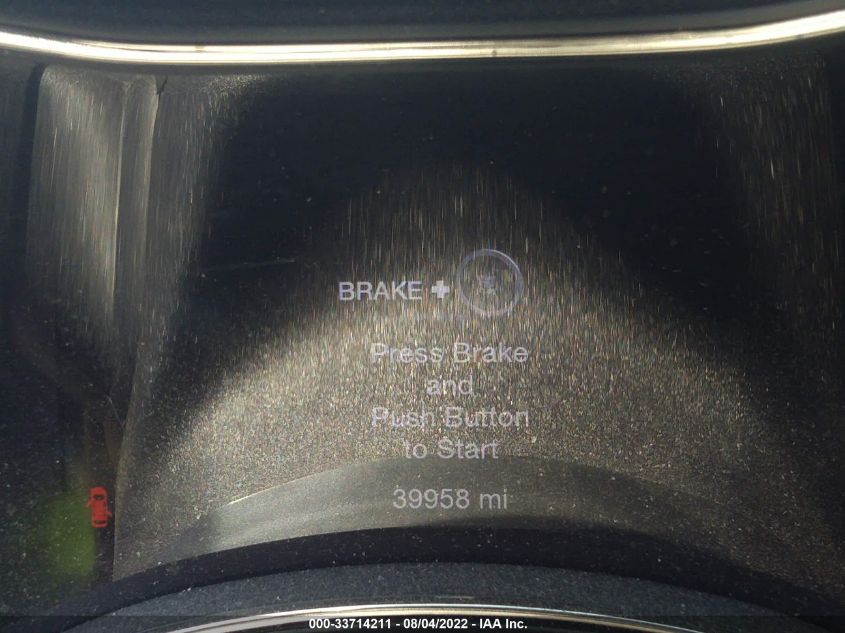 BRAKE +
Press Brake
and
Push Button
to Start
39958 mi
000-33714211 - 08/04/2022 - IAA Inc.